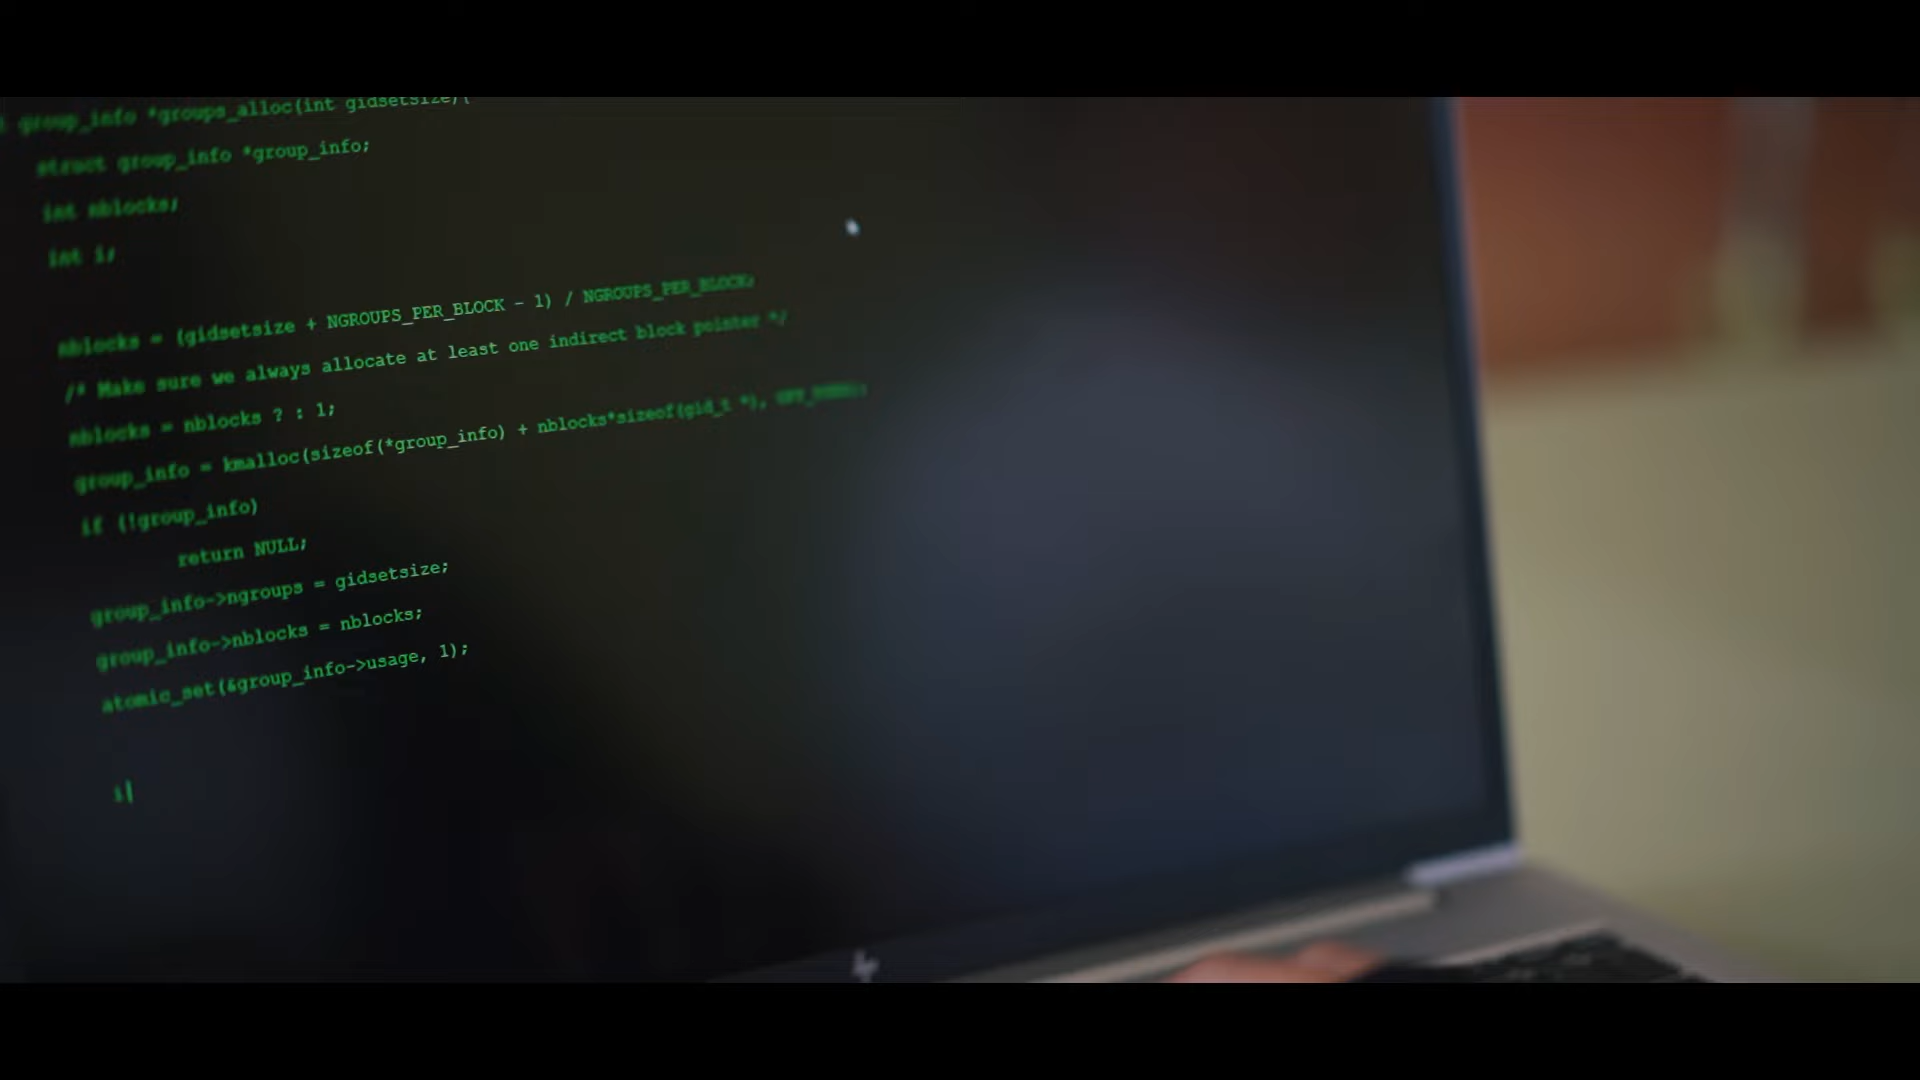 group_info *groups_alloc(int gidsetsize){
struct group_info *group_info;
int nblocks;
int i;
nblocks = (gidsetsize + NGROUPS_PER_BLOCK - 1) / NGROUPS_PER_BLOCK;
/* Make sure we always allocate at least one indirect block pointer */
nblocks = nblocks ? : 1;
group_info = kmalloc(sizeof(*group_info) + nblocks*sizeof(gid_t *),
if (!group_info)
return NULL;
group_info->ngroups = gidsetsize;
group_info->nblocks = nblocks;
atomic_set(&group_info->usage, 1);
i
hp